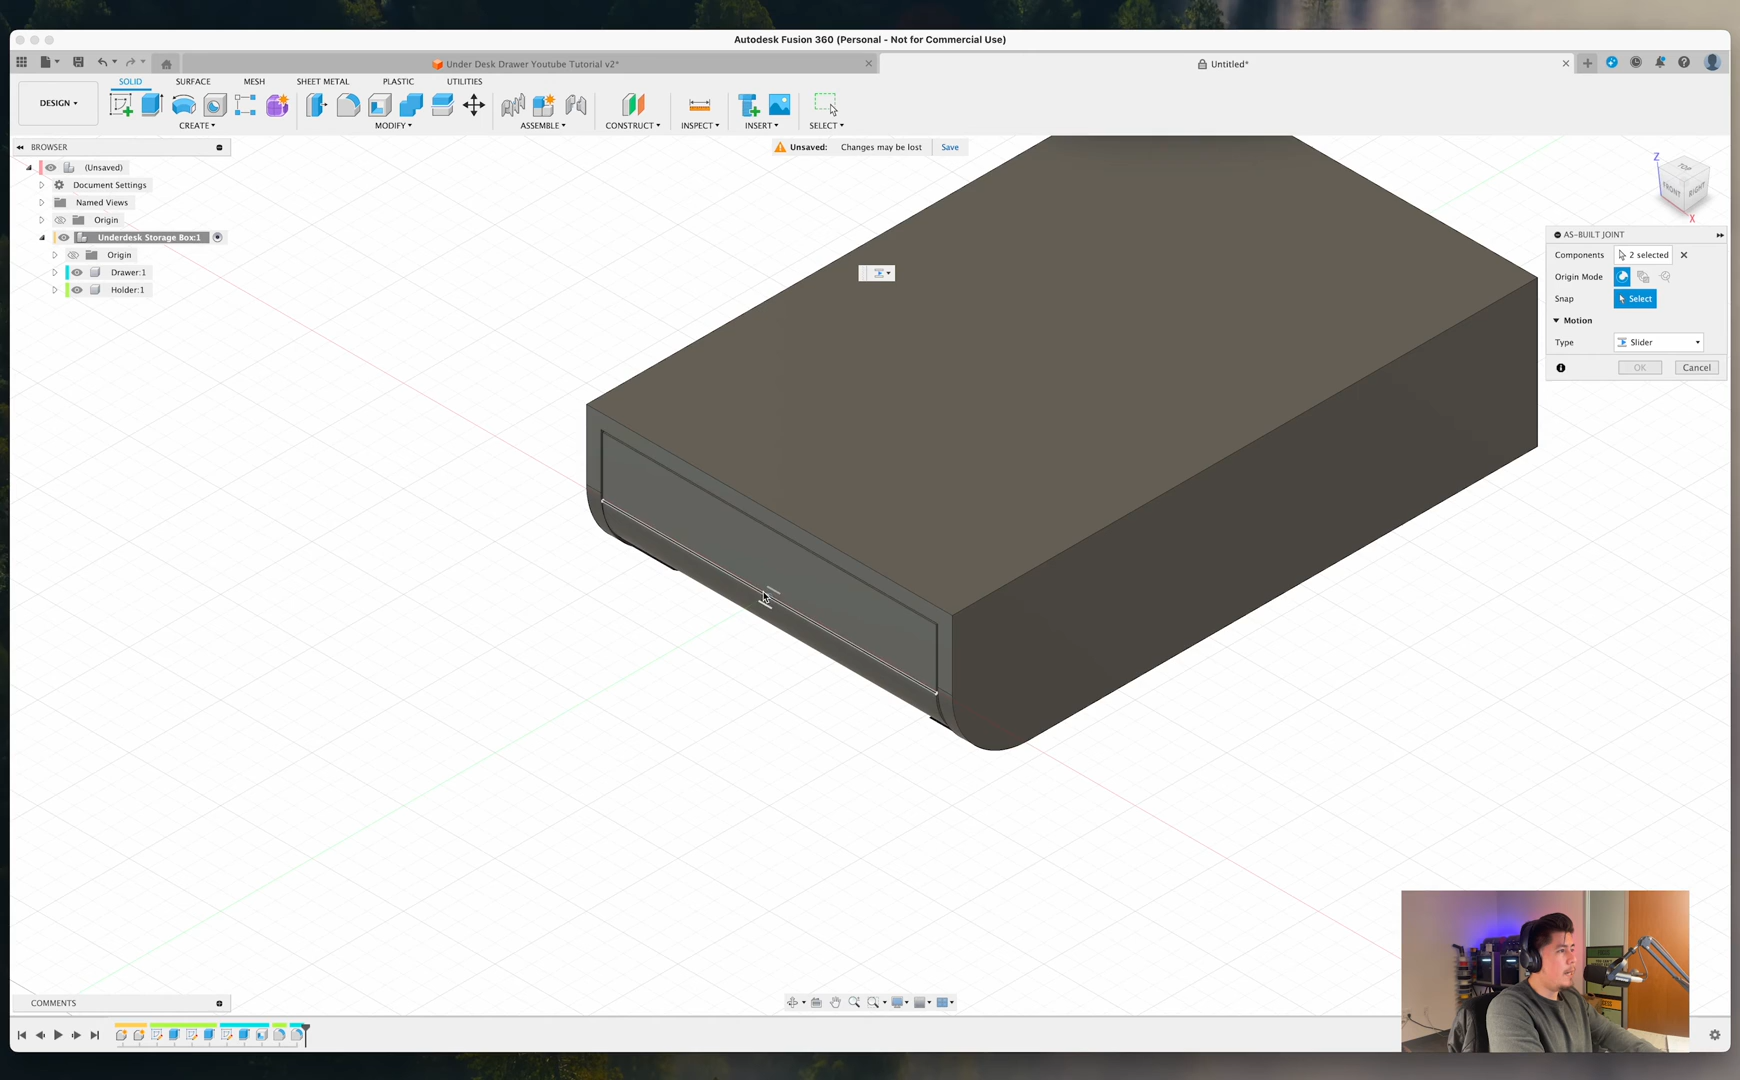 Autodesk Fusion 360 (Personal - Not for Commercial Use)
Under Desk Drawer Youtube Tutorial v2*
Untitled*
SOLID SURFACE MESH SHEET METAL PLASTIC UTILITIES
DESIGN
CREATE MODIFY ASSEMBLE CONSTRUCT INSPECT INSERT SELECT
BROWSER
Unsaved: Changes may be lost Save
(Unsaved)
Document Settings
Named Views
Origin
Underdesk Storage Box:1
Origin
Drawer:1
Holder:1
Z
TOP
FRONT RIGHT
X
AS-BUILT JOINT
Components 2 selected
Origin Mode
Snap Select
Motion
Type Slider
OK Cancel
COMMENTS